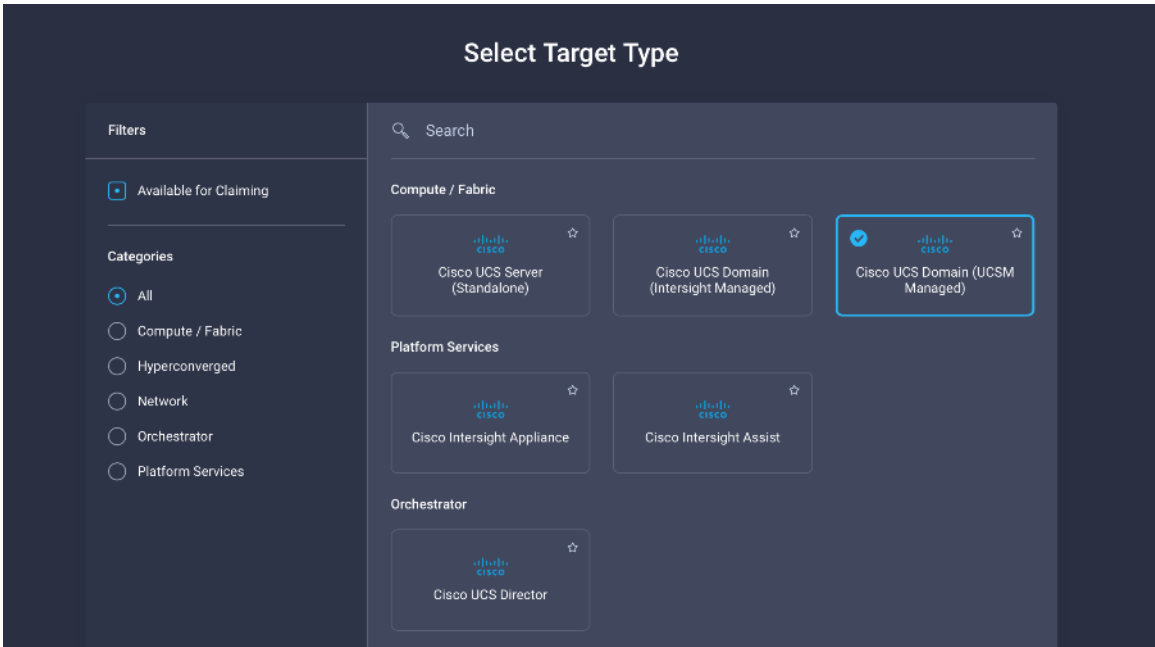 Select Target Type
Filters
Search
Available for Claiming
Categories
All
Compute / Fabric
Hyperconverged
Network
Orchestrator
Platform Services
Compute / Fabric
cisco
Cisco UCS Server
(Standalone)
cisco
Cisco UCS Domain
(Intersight Managed)
cisco
Cisco UCS Domain (UCSM
Managed)
Platform Services
cisco
Cisco Intersight Appliance
cisco
Cisco Intersight Assist
Orchestrator
cisco
Cisco UCS Director